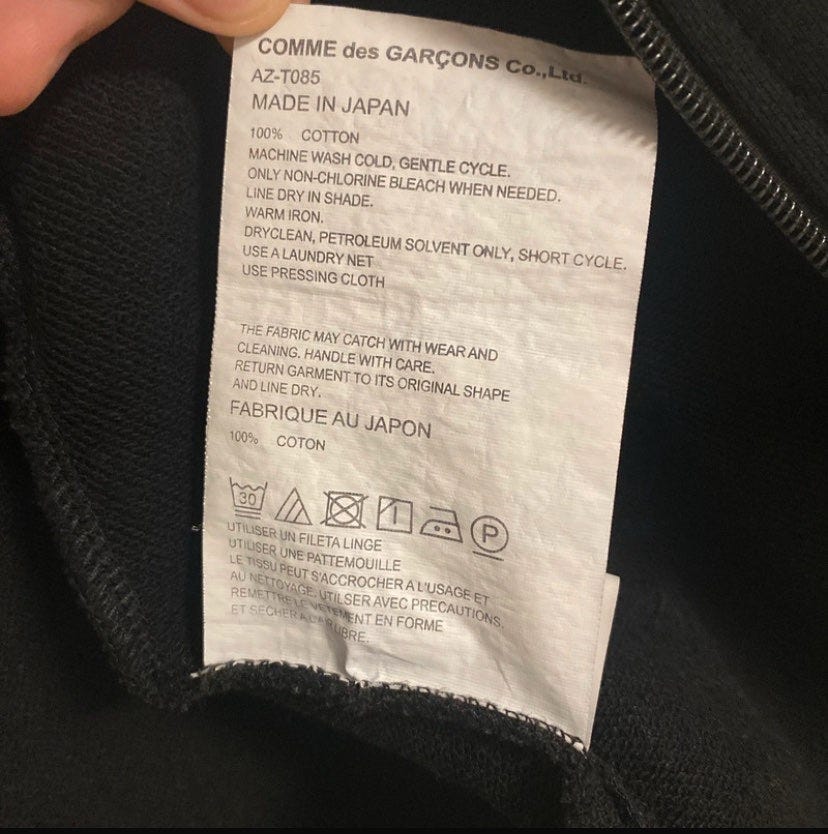 COMME des GARÇONS Co.,Ltd.
AZ-T085
MADE IN JAPAN
100% COTTON
MACHINE WASH COLD, GENTLE CYCLE.
ONLY NON-CHLORINE BLEACH WHEN NEEDED.
LINE DRY IN SHADE.
WARM IRON.
DRYCLEAN, PETROLEUM SOLVENT ONLY, SHORT CYCLE.
USE A LAUNDRY NET
USE PRESSING CLOTH
THE FABRIC MAY CATCH WITH WEAR AND
CLEANING. HANDLE WITH CARE.
RETURN GARMENT TO ITS ORIGINAL SHAPE
AND LINE DRY.
FABRIQUE AU JAPON
100% COTON
30 P
UTILISER UN FILETA LINGE
UTILISER UNE PATTEMOUILLE
LE TISSU PEUT S'ACCROCHER A L'USAGE ET
AU NETTOYAGE. UTILSER AVEC PRECAUTIONS.
REMETTRE LE VETEMENT EN FORME
ET SECHER A L'AIR LIBRE.